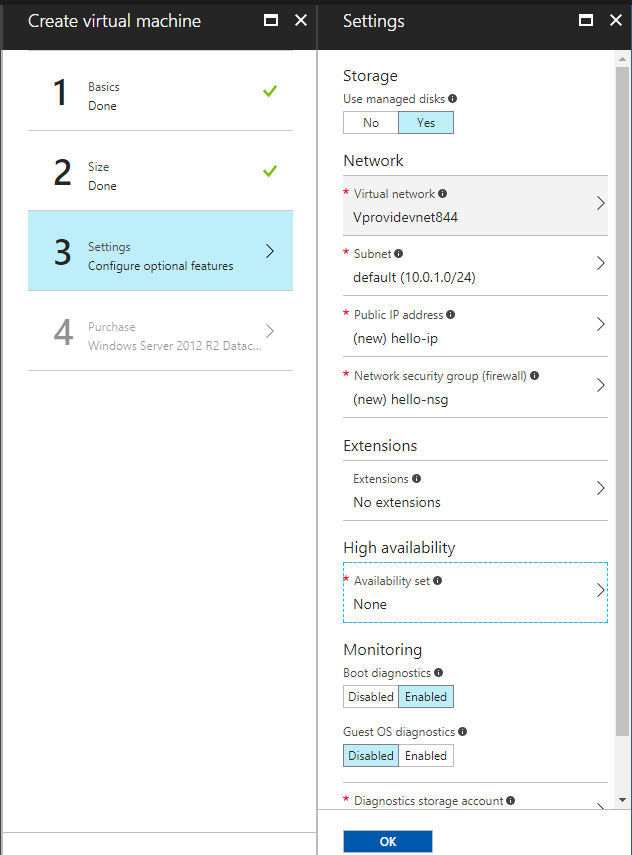 Create virtual machine
1
Basics
Done
2
Size
Done
3
Settings
Configure optional features
4
Purchase
Windows Server 2012 R2 Datac...
Settings
Storage
Use managed disks
No Yes
Network
* Virtual network
Vprovidevnet844
* Subnet
default (10.0.1.0/24)
* Public IP address
(new) hello-ip
* Network security group (firewall)
(new) hello-nsg
Extensions
Extensions
No extensions
High availability
* Availability set
None
Monitoring
Boot diagnostics
Disabled Enabled
Guest OS diagnostics
Disabled Enabled
* Diagnostics storage account
OK